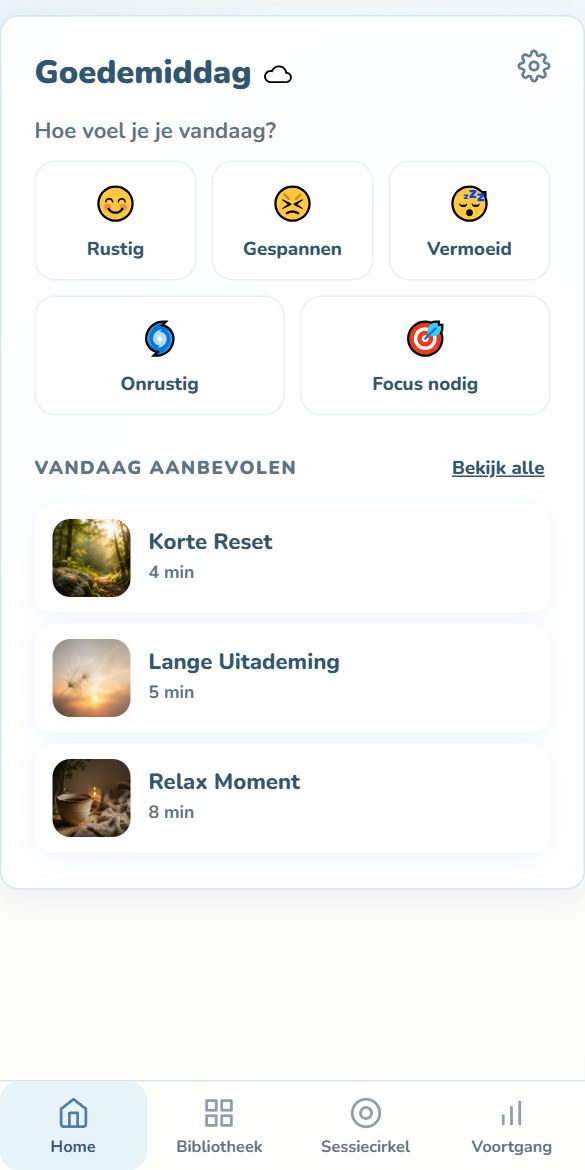 Goedemiddag
Hoe voel je je vandaag?
Rustig
Gespannen
Vermoeid
Onrustig
Focus nodig
VANDAAG AANBEVOLEN
Bekijk alle
Korte Reset
4 min
Lange Uitademing
5 min
Relax Moment
8 min
Home
Bibliotheek
Sessiecirkel
Voortgang